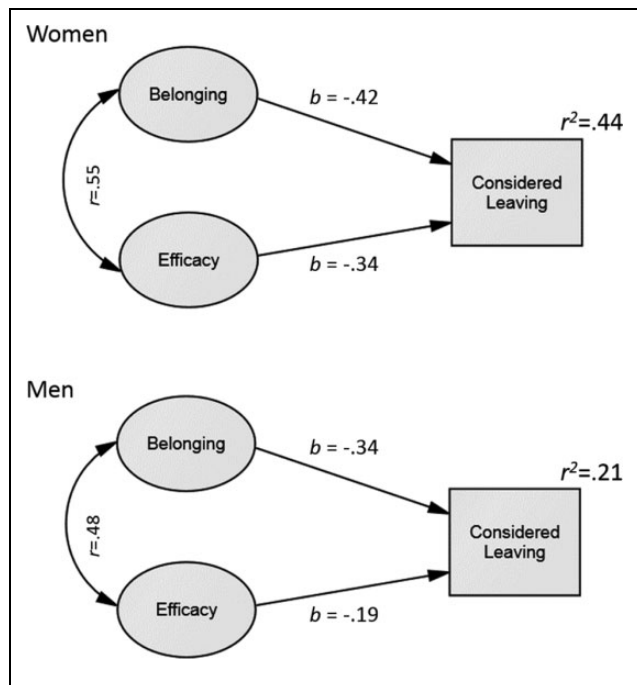 Women
Belonging
b = -.42
r²=.44
r=.55
Considered
Leaving
Efficacy
b = -.34
Men
Belonging
b = -.34
r²=.21
r=.48
Considered
Leaving
Efficacy
b = -.19